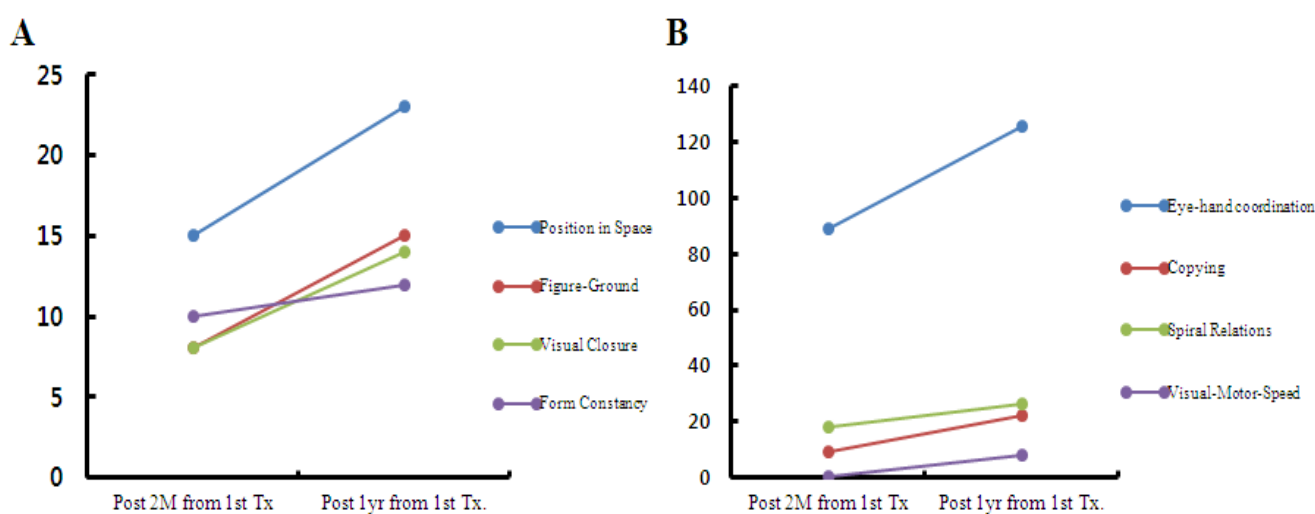 A
25
20
15
10
5
0
Post 2M from 1st Tx
Post 1yr from 1st Tx.
Position in Space
Figure-Ground
Visual Closure
Form Constancy
B
140
120
100
80
60
40
20
0
Post 2M from 1st Tx
Post 1yr from 1st Tx.
Eye-hand coordination
Copying
Spiral Relations
Visual-Motor-Speed